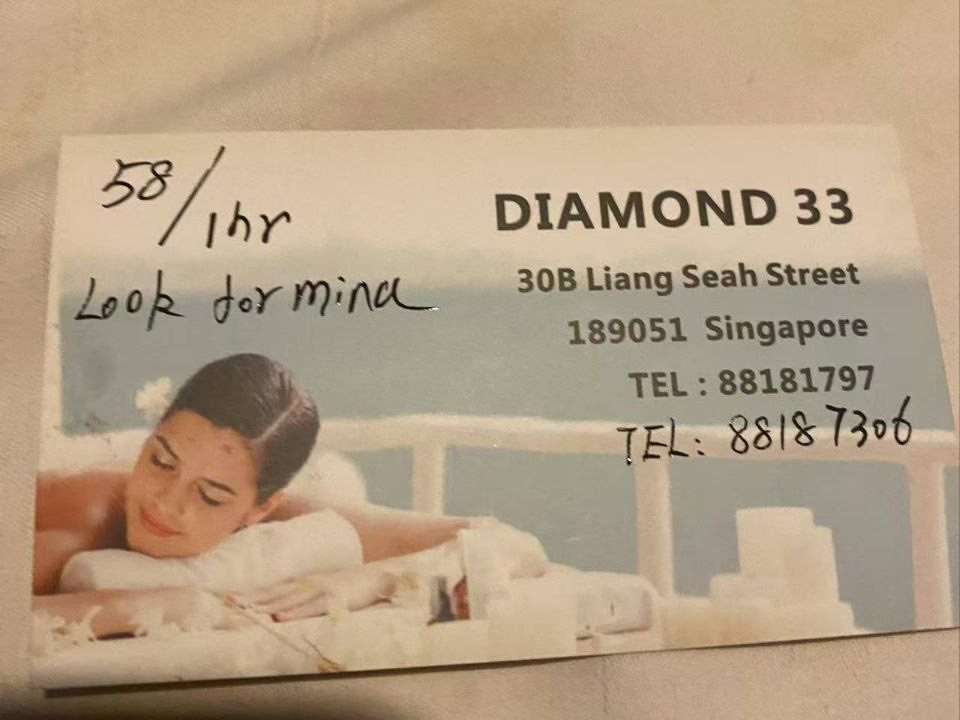 58/1hr
Look for mina
DIAMOND 33
30B Liang Seah Street
189051 Singapore
TEL : 88181797
TEL: 88187306